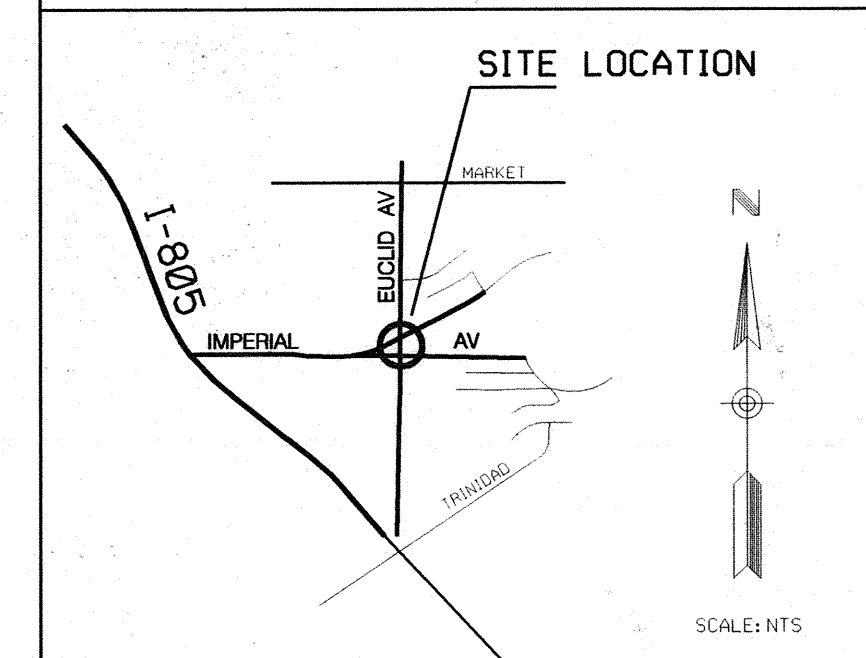 SITE LOCATION
MARKET
EUCLID AV
N
I-805
IMPERIAL AV
TRINIDAD
SCALE: NTS